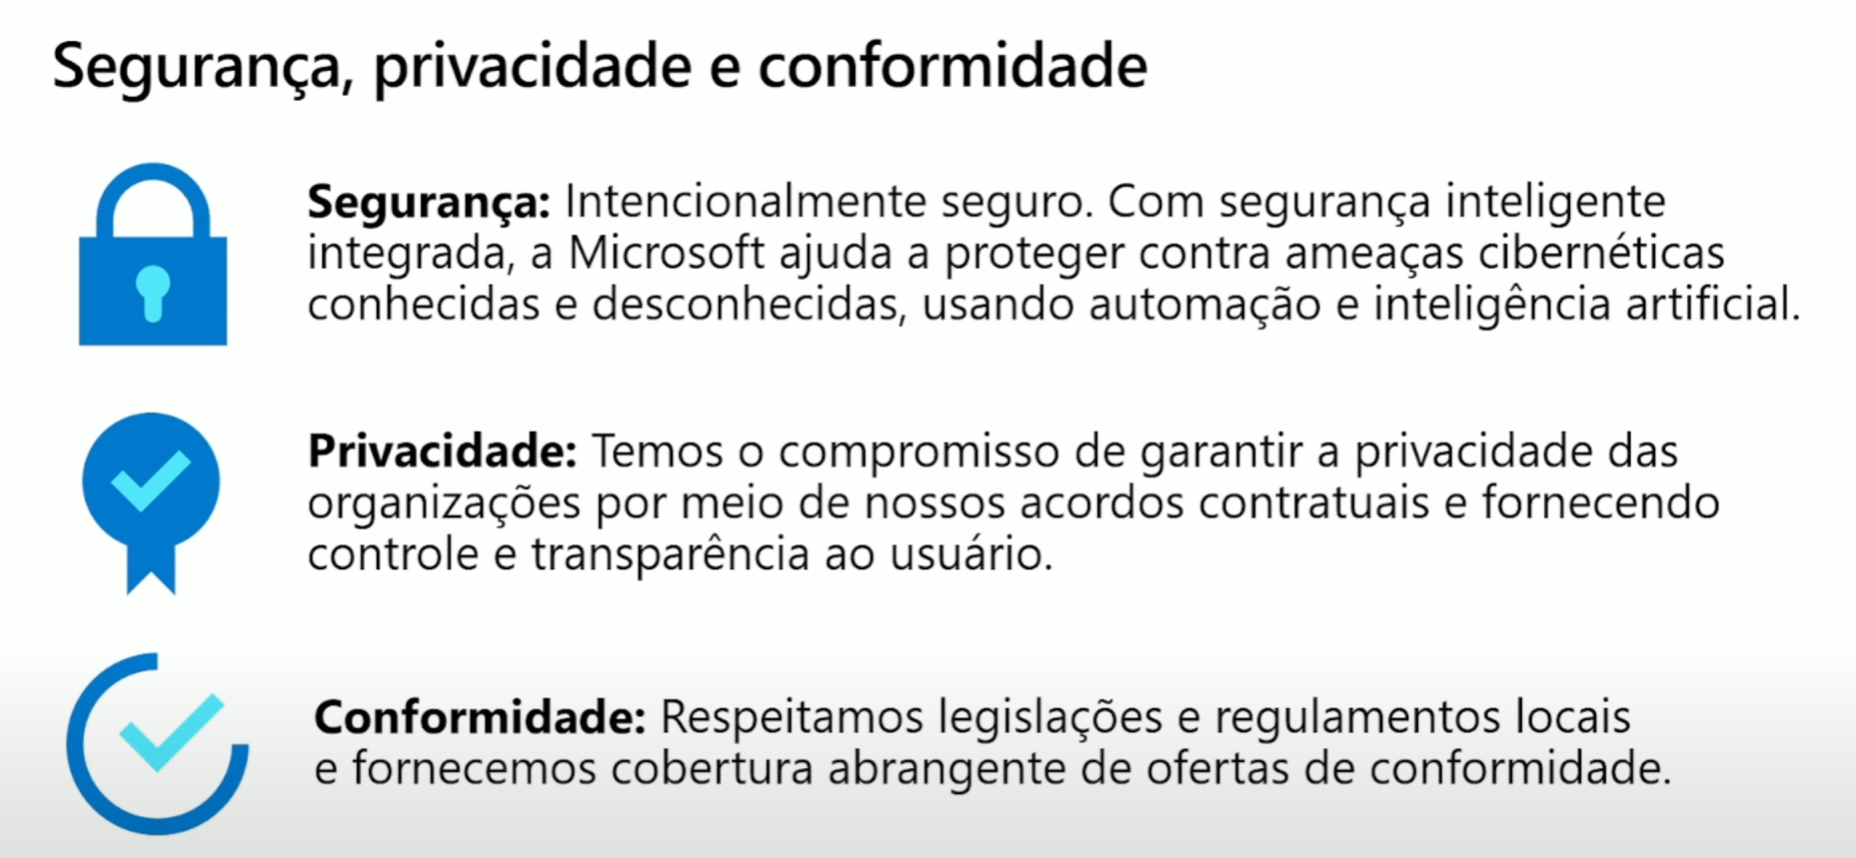 Segurança, privacidade e conformidade
Segurança: Intencionalmente seguro. Com segurança inteligente
integrada, a Microsoft ajuda a proteger contra ameaças cibernéticas
conhecidas e desconhecidas, usando automação e inteligência artificial.
Privacidade: Temos o compromisso de garantir a privacidade das
organizações por meio de nossos acordos contratuais e fornecendo
controle e transparência ao usuário.
Conformidade: Respeitamos legislações e regulamentos locais
e fornecemos cobertura abrangente de ofertas de conformidade.